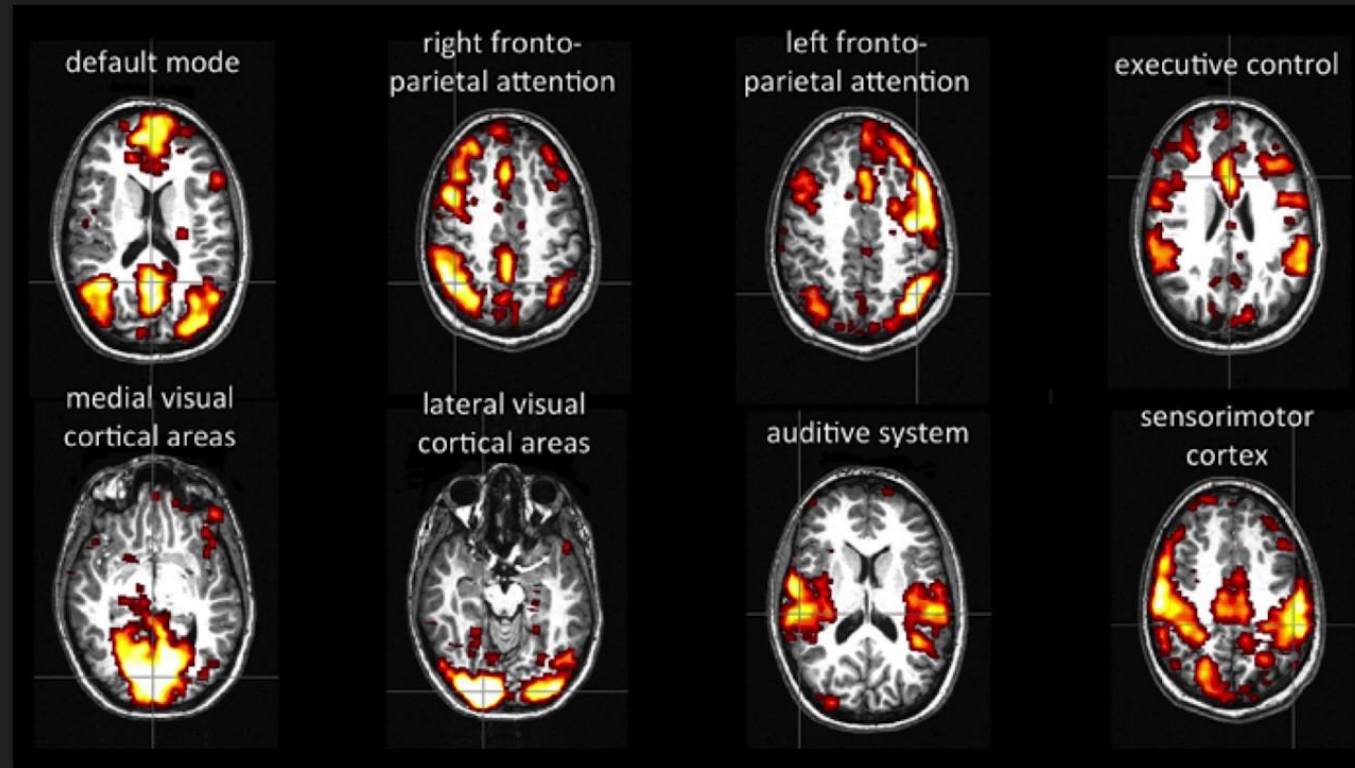 default mode
right fronto-
parietal attention
left fronto-
parietal attention
executive control
medial visual
cortical areas
lateral visual
cortical areas
auditive system
sensorimotor
cortex